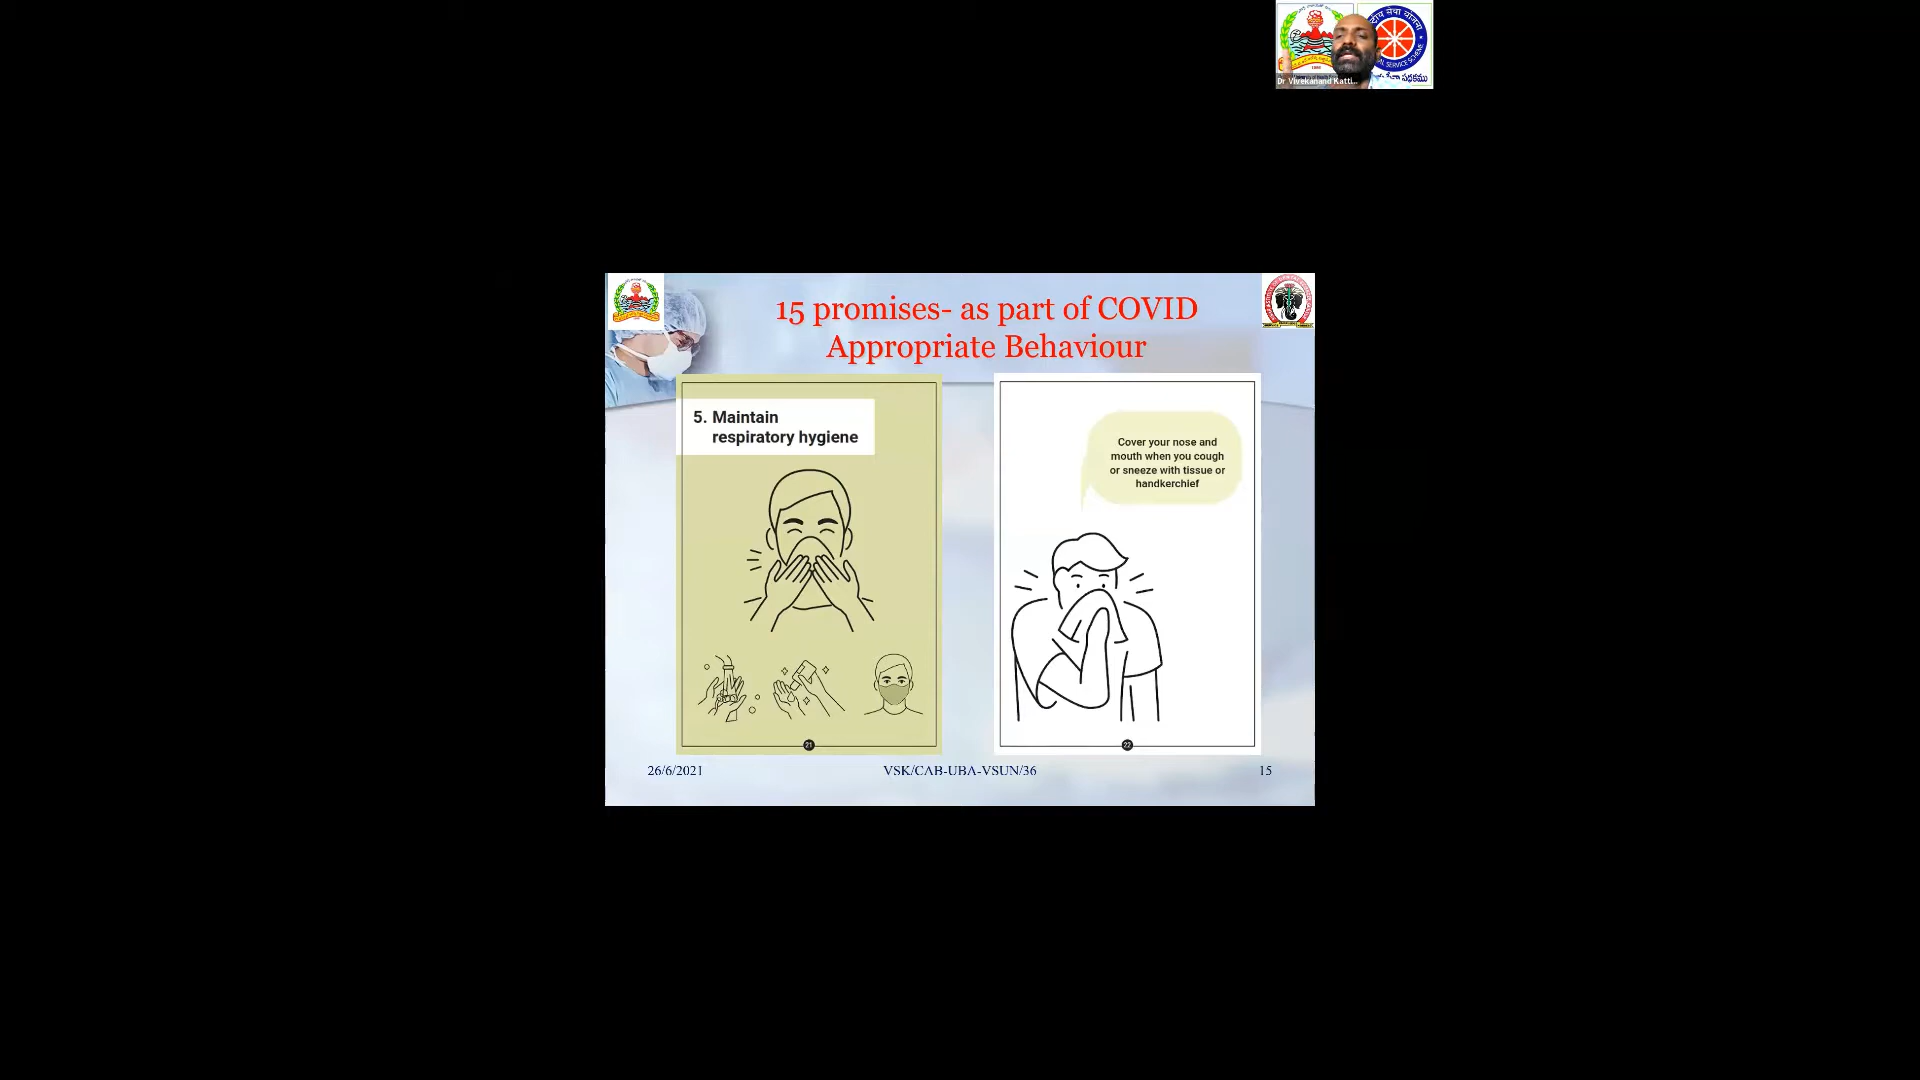 Dr Vivekanand Katti...
15 promises- as part of COVID
Appropriate Behaviour
5. Maintain
respiratory hygiene
Cover your nose and
mouth when you cough
or sneeze with tissue or
handkerchief
21
22
26/6/2021
VSK/CAB-UBA-VSUN/36
15